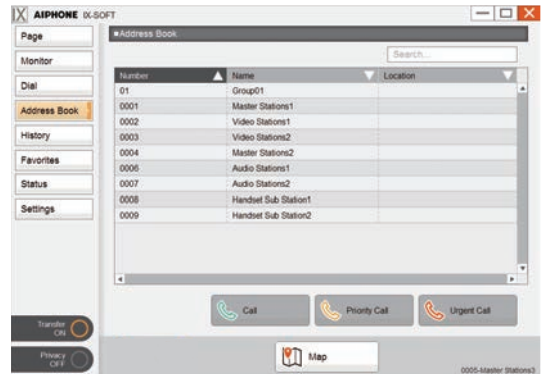 AIPHONE IX-SOFT
Page
Monitor
Dial
Address Book
History
Favorites
Status
Settings
Transfer
ON
Privacy
OFF
■Address Book
Search...
Number Name Location
01 Group01
0001 Master Stations1
0002 Video Stations1
0003 Video Stations2
0004 Master Stations2
0006 Audio Stations1
0007 Audio Stations2
0008 Handset Sub Station1
0009 Handset Sub Station2
Call Priority Call Urgent Call
Map
0005-Master Stations3